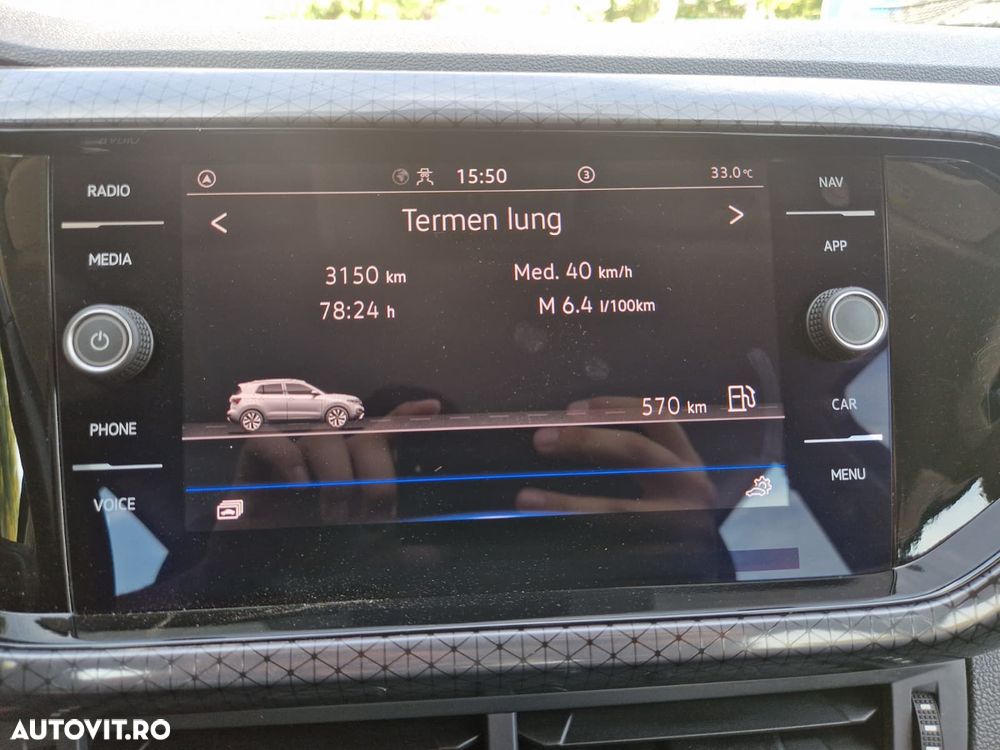 RADIO
MEDIA
PHONE
VOICE
15:50 3 33.0°C
< Termen lung >
3150 km Med. 40 km/h
78:24 h M 6.4 l/100km
570 km
NAV
APP
CAR
MENU
AUTOVIT.RO